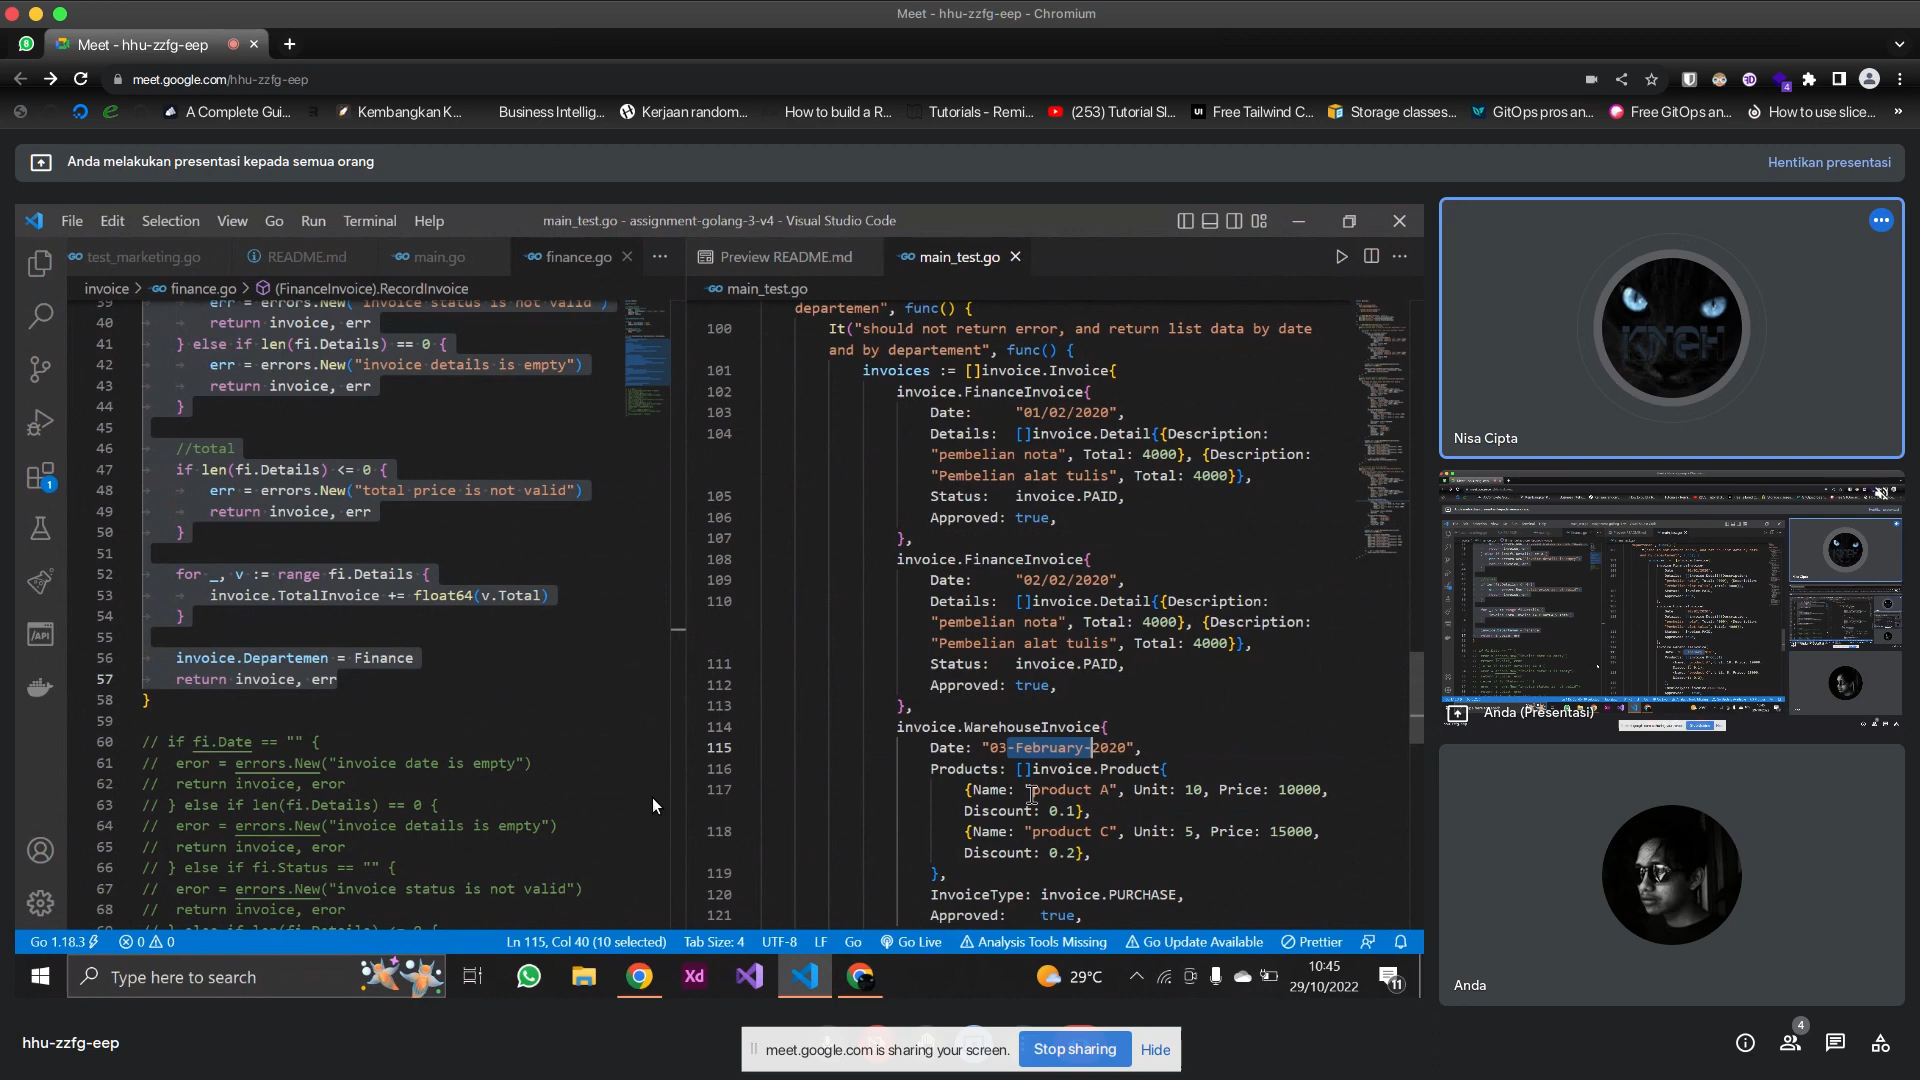 Meet - hhu-zzfg-eep - Chromium
Meet - hhu-zzfg-eep
meet.google.com/hhu-zzfg-eep
4
A Complete Gui...
Kembangkan K...
Business Intellig...
Kerjaan random...
How to build a R...
Tutorials - Remi...
(253) Tutorial Sl...
Free Tailwind C...
Storage classes...
GitOps pros an...
Free GitOps an...
How to use slice...
Anda melakukan presentasi kepada semua orang
Hentikan presentasi
File Edit Selection View Go Run Terminal Help
main_test.go - assignment-golang-3-v4 - Visual Studio Code
test_marketing.go
README.md
main.go
finance.go
Preview README.md
main_test.go
invoice > finance.go > (FinanceInvoice).RecordInvoice
39 err = errors.New("invoice status is not valid")
40 return invoice, err
41 } else if len(fi.Details) == 0 {
42 err = errors.New("invoice details is empty")
43 return invoice, err
44 }
45
46 //total
47 if len(fi.Details) <= 0 {
48 err = errors.New("total price is not valid")
49 return invoice, err
50 }
51
52 for _, v := range fi.Details {
53 invoice.TotalInvoice += float64(v.Total)
54 }
55
56 invoice.Departemen = Finance
57 return invoice, err
58 }
59
60 // if fi.Date == "" {
61 // eror = errors.New("invoice date is empty")
62 // return invoice, eror
63 // } else if len(fi.Details) == 0 {
64 // eror = errors.New("invoice details is empty")
65 // return invoice, eror
66 // } else if fi.Status == "" {
67 // eror = errors.New("invoice status is not valid")
68 // return invoice, eror
main_test.go
departemen", func() {
100 It("should not return error, and return list data by date
and by departement", func() {
101 invoices := []invoice.Invoice{
102 invoice.FinanceInvoice{
103 Date: "01/02/2020",
104 Details: []invoice.Detail{{Description:
"pembelian nota", Total: 4000}, {Description:
"Pembelian alat tulis", Total: 4000}},
105 Status: invoice.PAID,
106 Approved: true,
107 },
108 invoice.FinanceInvoice{
109 Date: "02/02/2020",
110 Details: []invoice.Detail{{Description:
"pembelian nota", Total: 4000}, {Description:
"Pembelian alat tulis", Total: 4000}},
111 Status: invoice.PAID,
112 Approved: true,
113 },
114 invoice.WarehouseInvoice{
115 Date: "03-February-2020",
116 Products: []invoice.Product{
117 {Name: "product A", Unit: 10, Price: 10000,
Discount: 0.1},
118 {Name: "product C", Unit: 5, Price: 15000,
Discount: 0.2},
119 },
120 InvoiceType: invoice.PURCHASE,
121 Approved: true,
1
API
Go 1.18.3
0 0
Ln 115, Col 40 (10 selected)
Tab Size: 4
UTF-8
LF
Go
Go Live
Analysis Tools Missing
Go Update Available
Prettier
Type here to search
Xd
29°C
10:45
29/10/2022
11
Nisa Cipta
Anda (Presentasi)
Anda
hhu-zzfg-eep
meet.google.com is sharing your screen.
Stop sharing
Hide
4